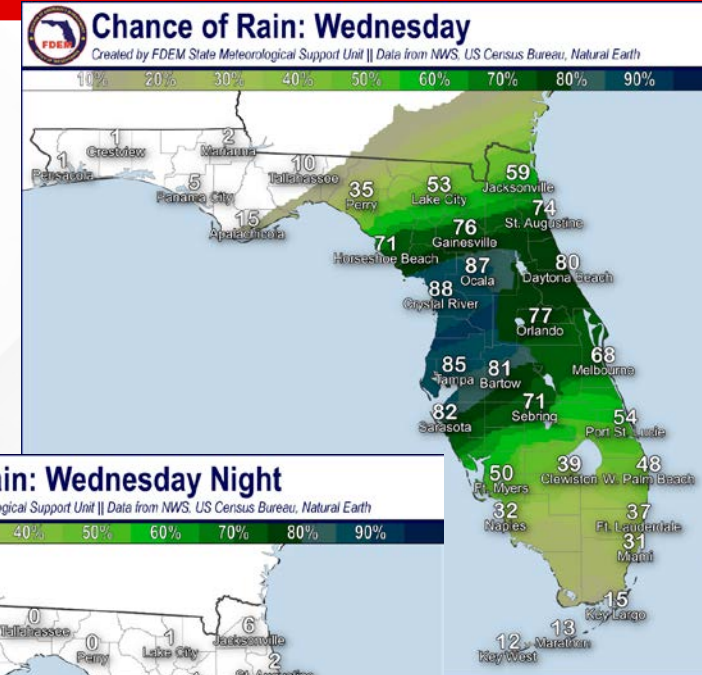 FDEM
Chance of Rain: Wednesday
Created by FDEM State Meteorological Support Unit || Data from NWS, US Census Bureau, Natural Earth
10% 20% 30% 40% 50% 60% 70% 80% 90%
1
Pensacola
1
Crestview
2
Marianna
5
Panama City
10
Tallahassee
15
Apalachicola
35
Perry
53
Lake City
59
Jacksonville
74
St. Augustine
76
Gainesville
71
Horseshoe Beach
87
Ocala
80
Daytona Beach
88
Crystal River
77
Orlando
85
Tampa
81
Bartow
68
Melbourne
82
Sarasota
71
Sebring
54
Port St. Lucie
50
Ft. Myers
39
Clewiston
48
W. Palm Beach
32
Naples
37
Ft. Lauderdale
31
Miami
15
Key Largo
13
Marathon
12
Key West
ain: Wednesday Night
ogical Support Unit || Data from NWS, US Census Bureau, Natural Earth
40% 50% 60% 70% 80% 90%
0
Tallahassee
0
Perry
1
Lake City
6
Jacksonville
2
St. Augustine